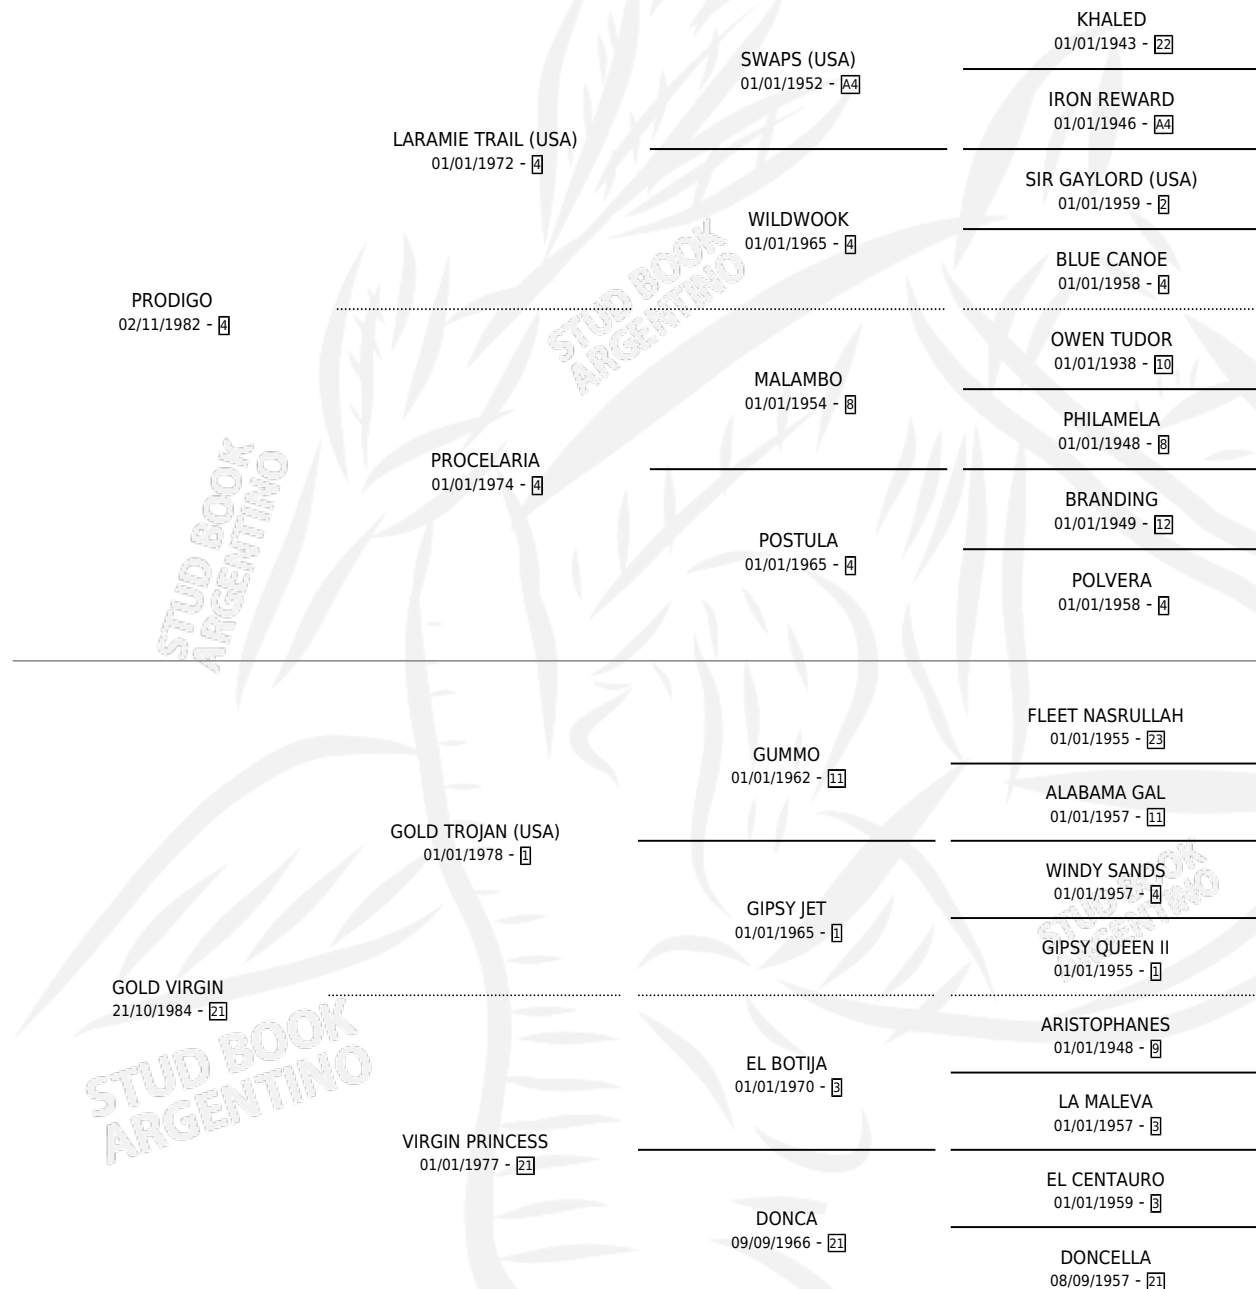 KHALED
01/01/1943 - 22
SWAPS (USA)
01/01/1952 - A4
IRON REWARD
01/01/1946 - A4
LARAMIE TRAIL (USA)
01/01/1972 - 4
SIR GAYLORD (USA)
01/01/1959 - 2
WILDWOOK
01/01/1965 - 4
BLUE CANOE
01/01/1958 - 4
PRODIGO
02/11/1982 - 4
STUD BOOK
ARGENTINO
OWEN TUDOR
01/01/1938 - 10
MALAMBO
01/01/1954 - 8
PHILAMELA
01/01/1948 - 8
PROCELARIA
01/01/1974 - 4
BRANDING
01/01/1949 - 12
POSTULA
01/01/1965 - 4
POLVERA
01/01/1958 - 4
STUD BOOK
ARGENTINO
FLEET NASRULLAH
01/01/1955 - 23
GUMMO
01/01/1962 - 11
ALABAMA GAL
01/01/1957 - 11
GOLD TROJAN (USA)
01/01/1978 - 1
WINDY SANDS
01/01/1957 - 4
GIPSY JET
01/01/1965 - 1
STUD BOOK
ARGENTINO
GIPSY QUEEN II
01/01/1955 - 1
GOLD VIRGIN
21/10/1984 - 21
STUD BOOK
ARGENTINO
ARISTOPHANES
01/01/1948 - 9
EL BOTIJA
01/01/1970 - 3
LA MALEVA
01/01/1957 - 3
VIRGIN PRINCESS
01/01/1977 - 21
EL CENTAURO
01/01/1959 - 3
DONCA
09/09/1966 - 21
DONCELLA
08/09/1957 - 21